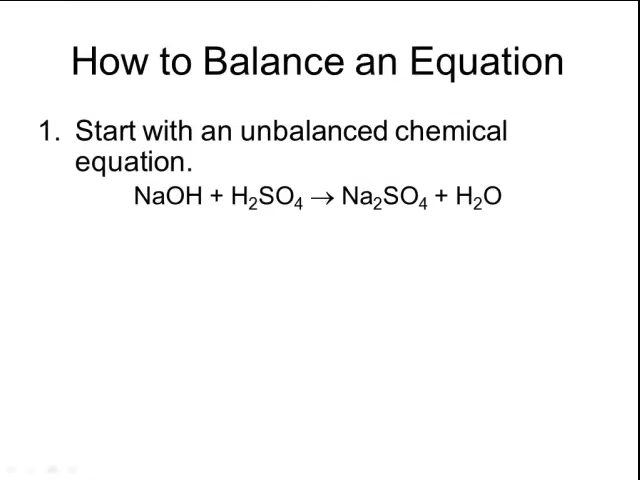 How to Balance an Equation
1. Start with an unbalanced chemical
equation.
NaOH + H₂SO₄ → Na₂SO₄ + H₂O